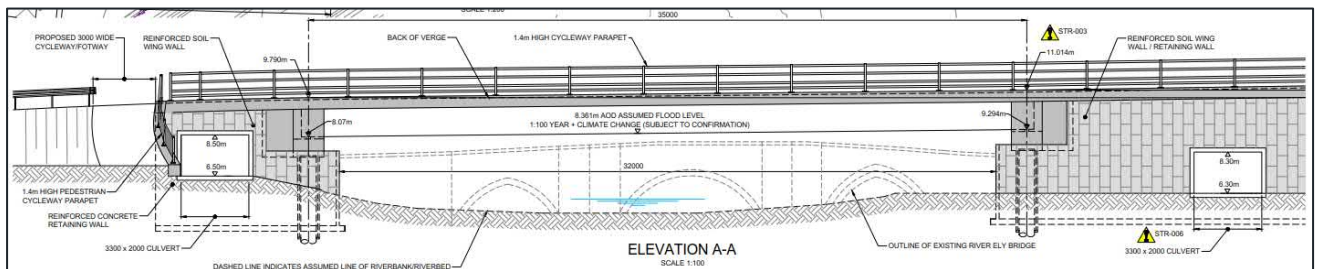 SCALE 1:200
35000
PROPOSED 3000 WIDE
CYCLEWAY/FOTWAY
REINFORCED SOIL
WING WALL
BACK OF VERGE
1.4m HIGH CYCLEWAY PARAPET
STR-003
REINFORCED SOIL WING
WALL / RETAINING WALL
9.790m
11.014m
8.07m
8.361m AOD ASSUMED FLOOD LEVEL
1:100 YEAR + CLIMATE CHANGE (SUBJECT TO CONFIRMATION)
9.294m
8.50m
6.50m
32000
8.30m
6.30m
1.4m HIGH PEDESTRIAN
CYCLEWAY PARAPET
REINFORCED CONCRETE
RETAINING WALL
3300 x 2000 CULVERT
DASHED LINE INDICATES ASSUMED LINE OF RIVERBANK/RIVERBED
ELEVATION A-A
SCALE 1:100
OUTLINE OF EXISTING RIVER ELY BRIDGE
STR-006
3300 x 2000 CULVERT